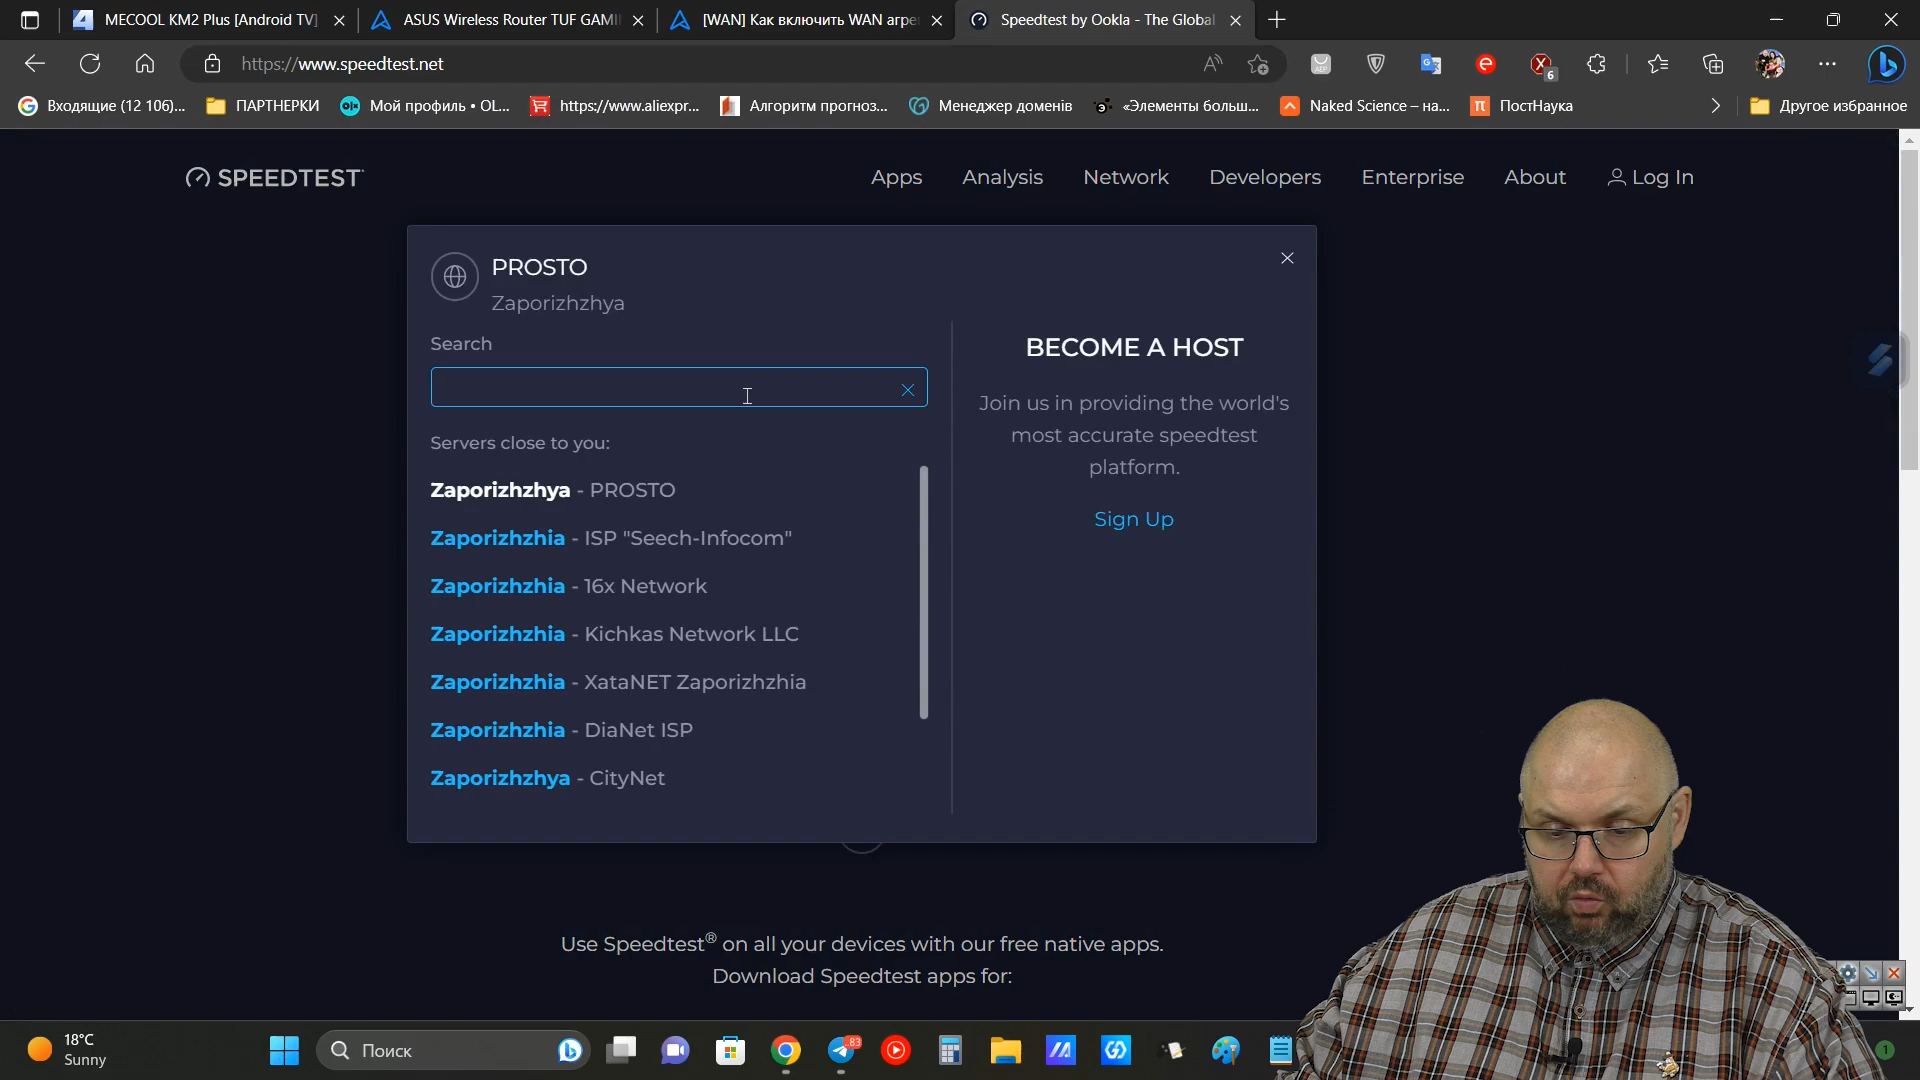 MECOOL KM2 Plus [Android TV]
ASUS Wireless Router TUF GAMI
[WAN] Как включить WAN агре
Speedtest by Ookla - The Global
https://www.speedtest.net
6
Входящие (12 106)...
ПАРТНЕРКИ
Мой профиль • OL...
https://www.aliexpr...
Алгоритм прогноз...
Менеджер доменів
«Элементы больш...
Naked Science – на...
ПостНаука
Другое избранное
SPEEDTEST
Apps
Analysis
Network
Developers
Enterprise
About
Log In
PROSTO
Zaporizhzhya
Search
Servers close to you:
Zaporizhzhya - PROSTO
Zaporizhzhia - ISP "Seech-Infocom"
Zaporizhzhia - 16x Network
Zaporizhzhia - Kichkas Network LLC
Zaporizhzhia - XataNET Zaporizhzhia
Zaporizhzhia - DiaNet ISP
Zaporizhzhya - CityNet
BECOME A HOST
Join us in providing the world's
most accurate speedtest
platform.
Sign Up
Use Speedtest® on all your devices with our free native apps.
Download Speedtest apps for:
18°C
Sunny
Поиск
83
1